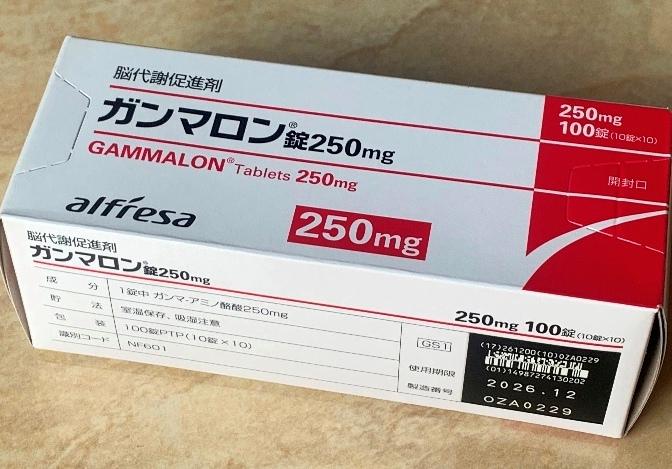 脳代謝促進剤
ガンマロン®錠250mg
GAMMALON® Tablets 250mg
alfresa
250mg
250mg
100錠(10錠×10)
開封口
脳代謝促進剤
ガンマロン®錠250mg
250mg 100錠(10錠×10)
成分 1錠中 ガンマ-アミノ酪酸250mg
貯法 室温保存、吸湿注意
包装 100錠PTP(10錠×10)
識別コード NF601
GS1
使用期限
製造番号
(17)261200(10)OZA0229
(01)14987274130202
2026.12
OZA0229